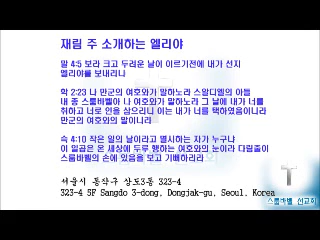 재림 주 소개하는 엘리야
말 4:5 보라 크고 두려운 날이 이르기전에 내가 선지
엘리야를 보내리니
학 2:23 나 만군의 여호와가 말하노라 스알디엘의 아들
내 종 스룹바벨아 나 여호와가 말하노라 그 날에 내가 너를
취하고 너로 인을 삼으리니 이는 내가 너를 택하였음이니라
만군의 여호와의 말이니라
슥 4:10 작은 일의 날이라고 멸시하는 자가 누구냐
이 일곱은 온 세상에 두루 행하는 여호와의 눈이라 다림줄이
스룹바벨의 손에 있음을 보고 기뻐하리라
서울시 동작구 상도3동 323-4
323-4 5F Sangdo 3-dong, Dongjak-gu, Seoul, Korea
T
스룹바벨 선교회